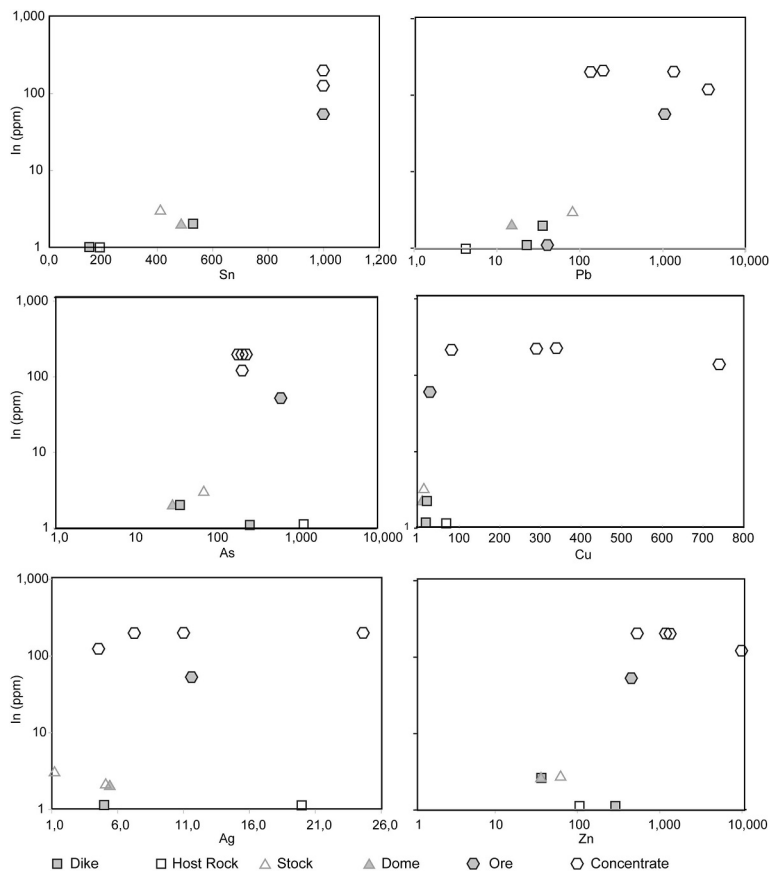 1,000
100
10
1
In (ppm)
0,0 200 400 600 800 1,000 1,200
Sn
1,0 10 100 1,000 10,000
Pb
1,000
100
10
1
In (ppm)
1,0 10 100 1,000 10,000
As
1
0 100 200 300 400 500 600 700 800
Cu
1,000
100
10
1
In (ppm)
1,0 6,0 11,0 16,0 21,0 26,0
Ag
1 10 100 1,000 10,000
Zn
Dike Host Rock Stock Dome Ore Concentrate